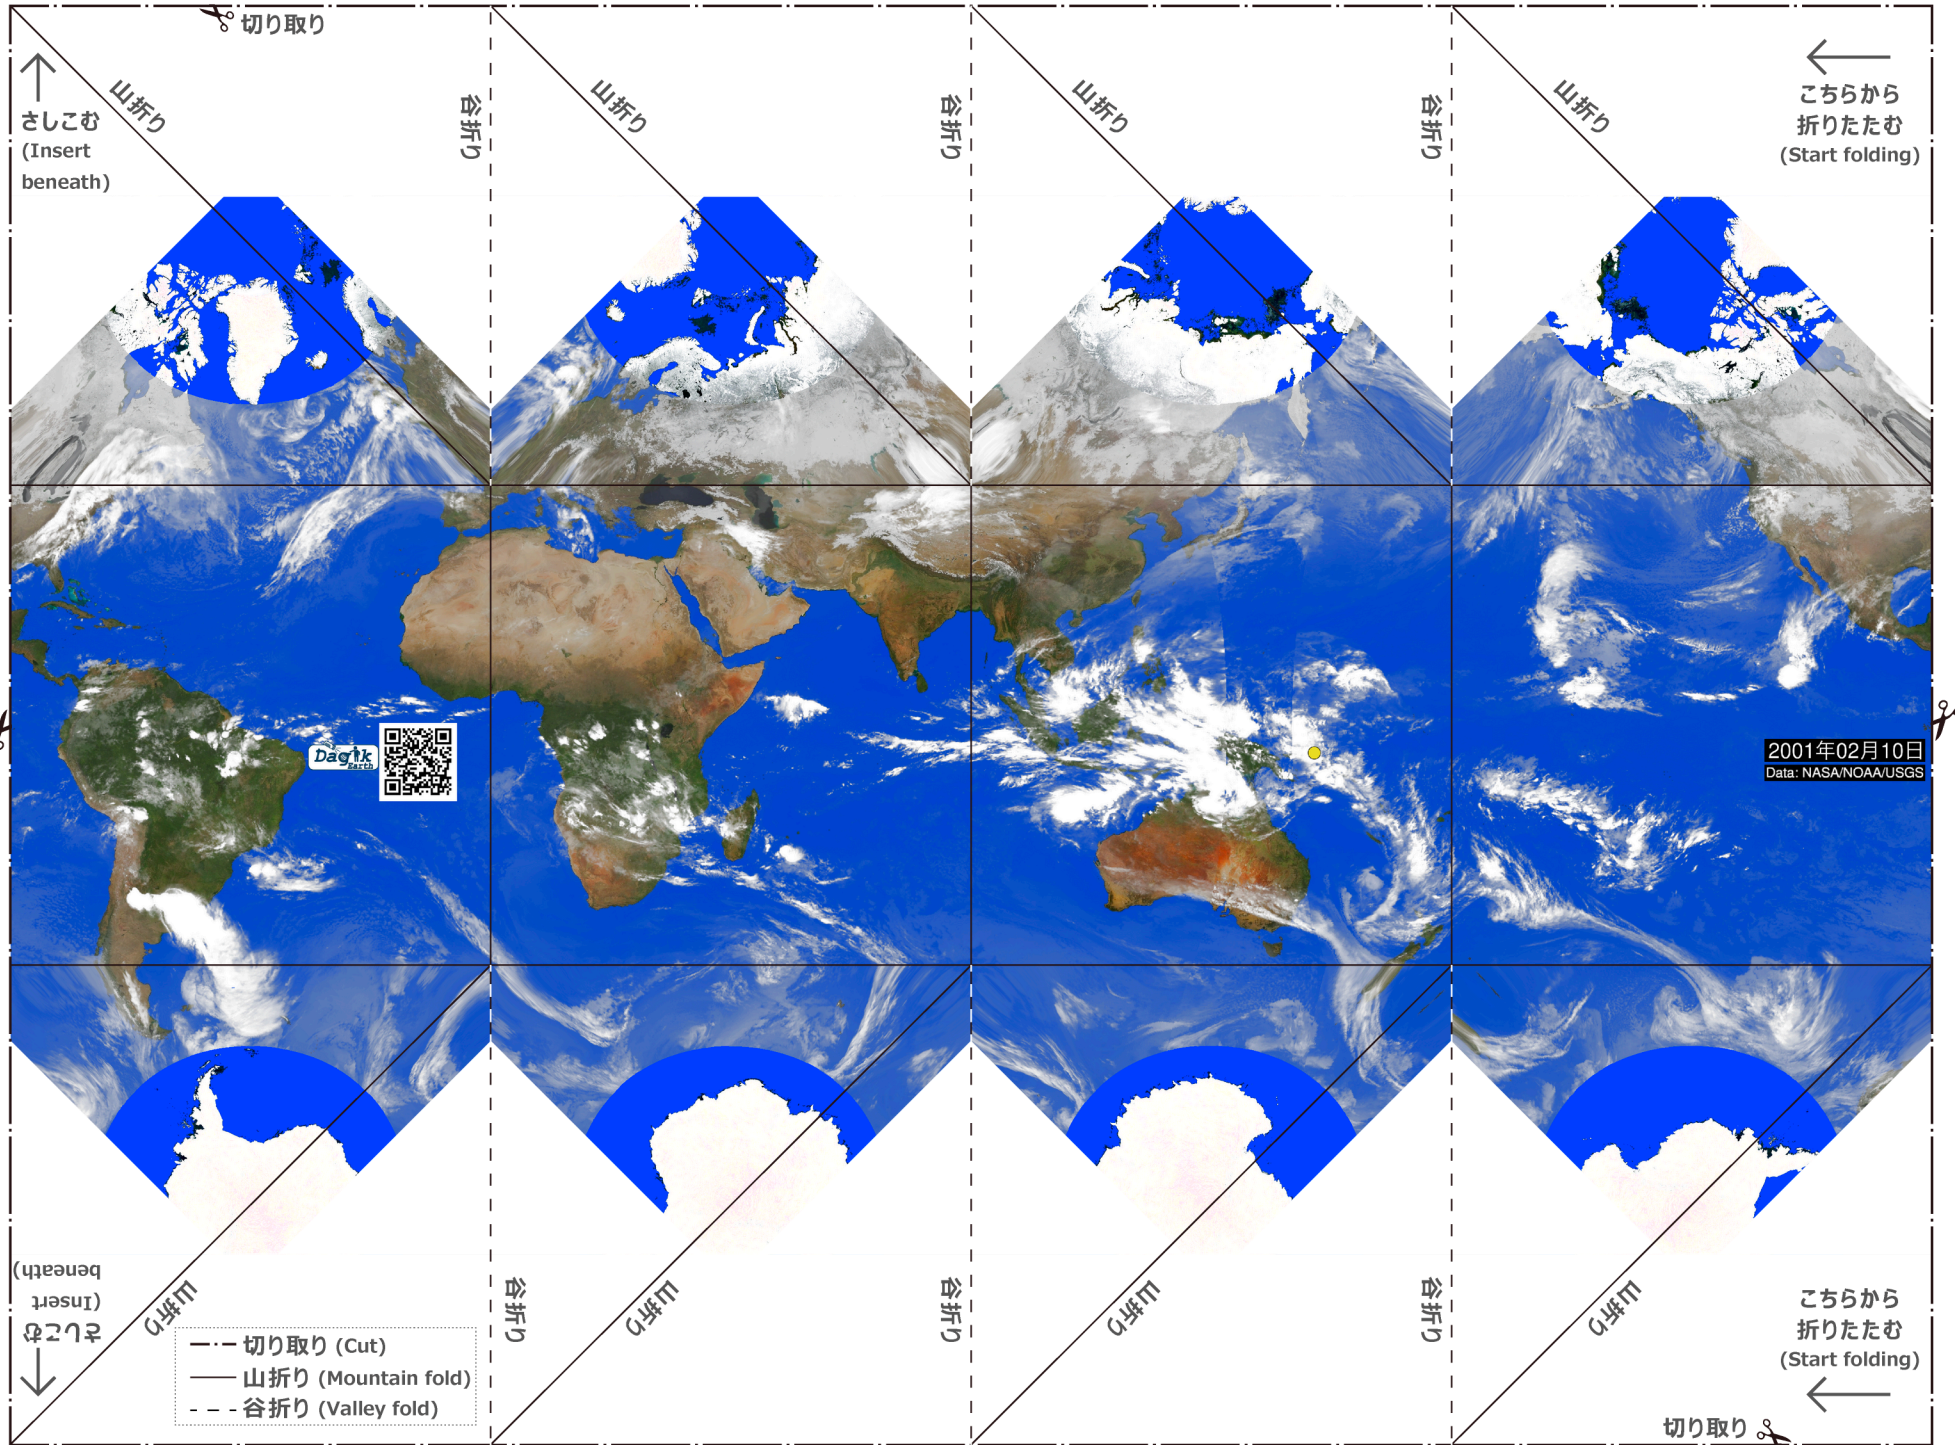 切り取り
さしこむ
(Insert
beneath)
山折り
谷折り
山折り
谷折り
山折り
谷折り
山折り
こちらから
折りたたむ
(Start folding)
Dagik
Earth
2001年02月10日
Data: NASA/NOAA/USGS
さしこむ
(Insert
beneath)
山折り
谷折り
山折り
谷折り
山折り
谷折り
山折り
こちらから
折りたたむ
(Start folding)
切り取り (Cut)
山折り (Mountain fold)
谷折り (Valley fold)
切り取り